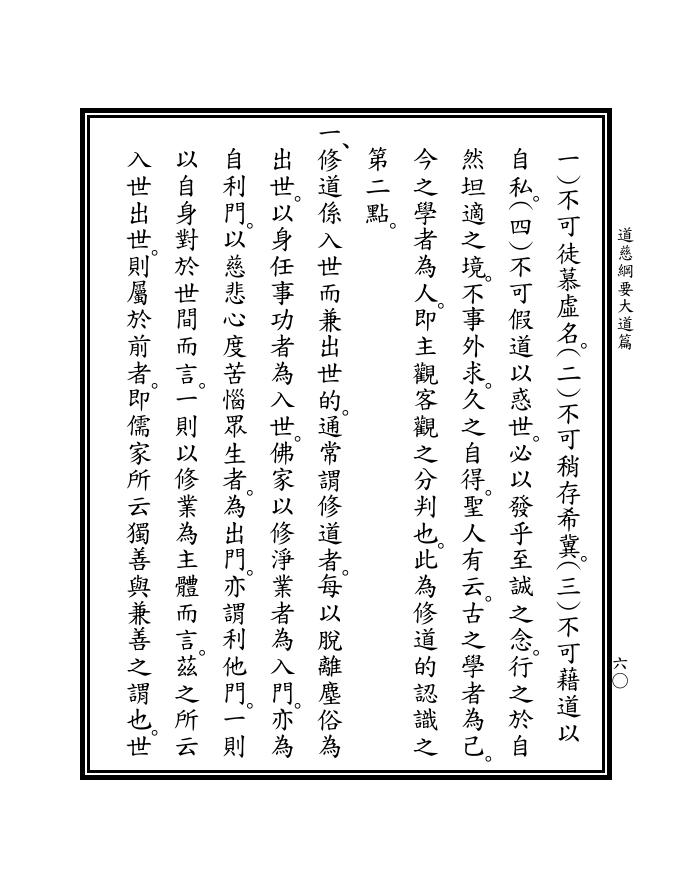 道慈綱要大道篇
六〇
一)不可徒慕虛名。(二)不可稍存希冀。(三)不可藉道以
自私。(四)不可假道以惑世。必以發乎至誠之念。行之於自
然坦適之境。不事外求。久之自得。聖人有云。古之學者為己。
今之學者為人。即主觀客觀之分判也。此為修道的認識之
第二點。
一、修道係入世而兼出世的。通常謂修道者。每以脫離塵俗為
出世。以身任事功者為入世。佛家以修淨業者為入門。亦為
自利門。以慈悲心度苦惱眾生者。為出門。亦謂利他門。一則
以自身對於世間而言。一則以修業為主體而言。茲之所云
入世出世。則屬於前者。即儒家所云獨善與兼善之謂也。世